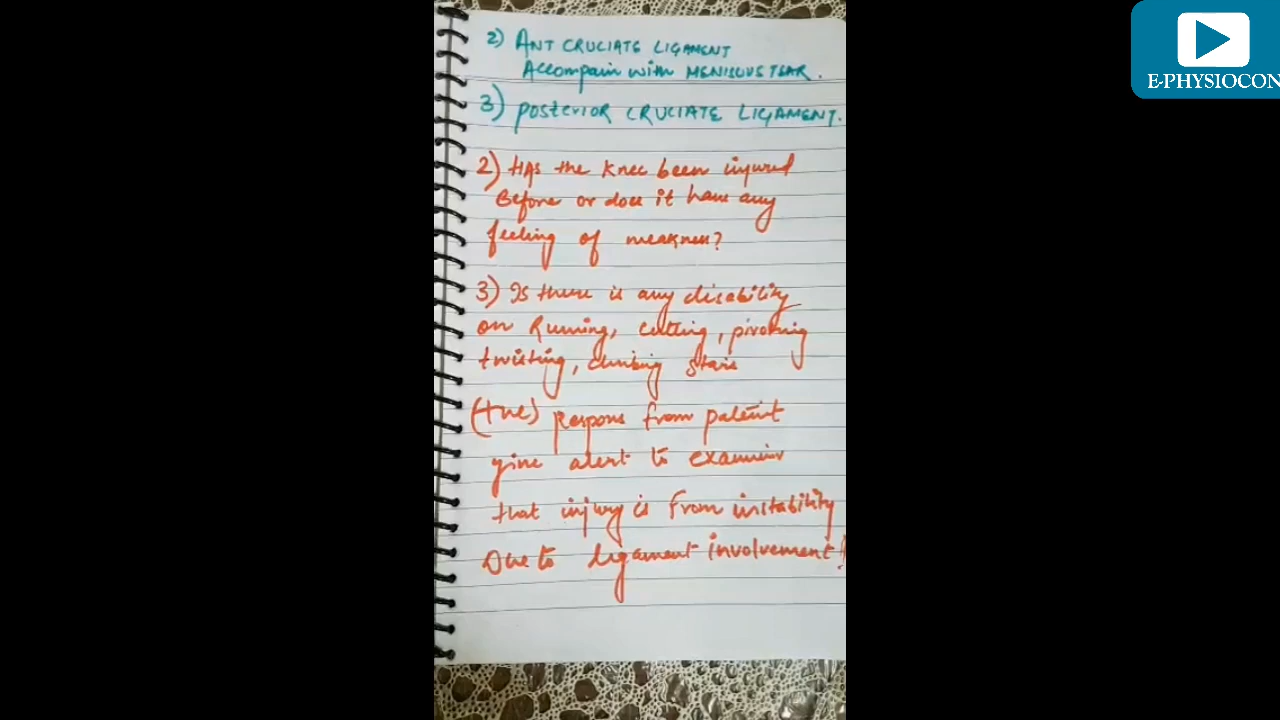 2) ANT CRUCIATE LIGAMENT
Accompain with MENISCUS TEAR.
3) POSTERIOR CRUCIATE LIGAMENT.
2) HAS the knee been injured
Before or does it have any
feeling of weakness?
3) Is there is any disability
on Running, cutting, pivoting
twisting, climbing stairs
(+ve) Respons from patient
give alert to examiner
that injury is From instability
Due to ligament involvement!
E-PHYSIOCON